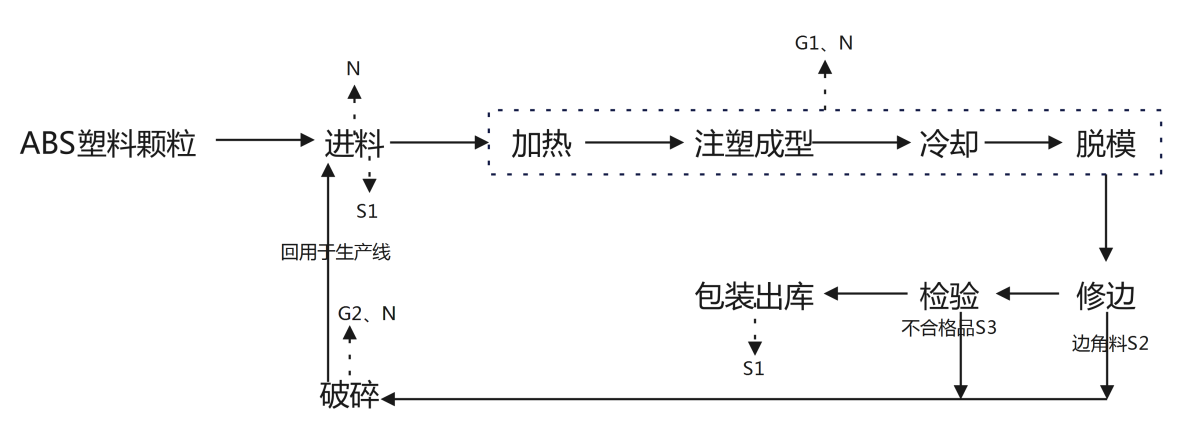 G1、N
N
ABS塑料颗粒
进料
加热
注塑成型
冷却
脱模
S1
回用于生产线
包装出库
检验
修边
G2、N
不合格品S3
边角料S2
S1
破碎